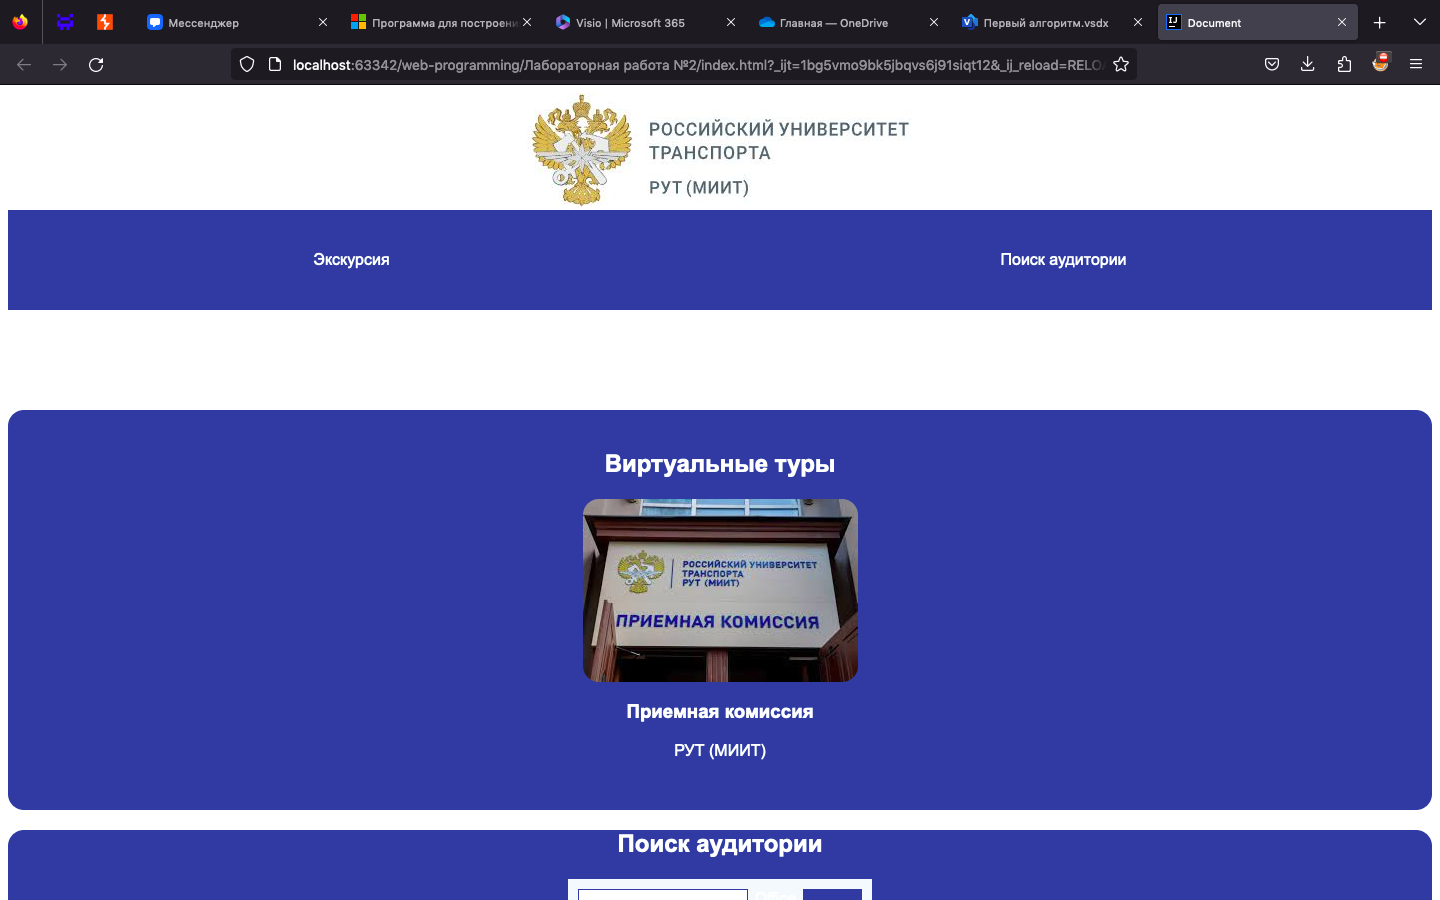 Мессенджер
Программа для построени
Visio | Microsoft 365
Главная — OneDrive
Первый алгоритм.vsdx
Document
localhost:63342/web-programming/Лабораторная работа №2/index.html?_ijt=1bg5vmo9bk5jbqvs6j91siqt12&_ij_reload=RELO
РОССИЙСКИЙ УНИВЕРСИТЕТ
ТРАНСПОРТА
РУТ (МИИТ)
Экскурсия
Поиск аудитории
Виртуальные туры
РОССИЙСКИЙ УНИВЕРСИТЕТ
ТРАНСПОРТА
РУТ (МИИТ)
ПРИЕМНАЯ КОМИССИЯ
Приемная комиссия
РУТ (МИИТ)
Поиск аудитории